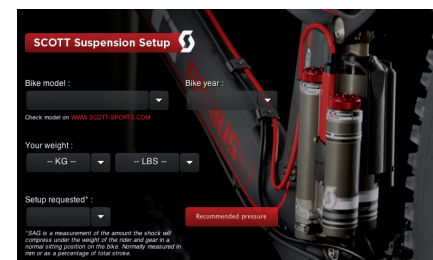 SCOTT Suspension Setup
Bike model :
Bike year :
Check model on WWW.SCOTT-SPORTS.COM
Your weight :
-- KG --
-- LBS --
Setup requested* :
Recommended pressure
*SAG is a measurement of the amount the shock will
compress under the weight of the rider and gear in a
normal sitting position on the bike. Normally measured in
mm or as a percentage of total stroke.